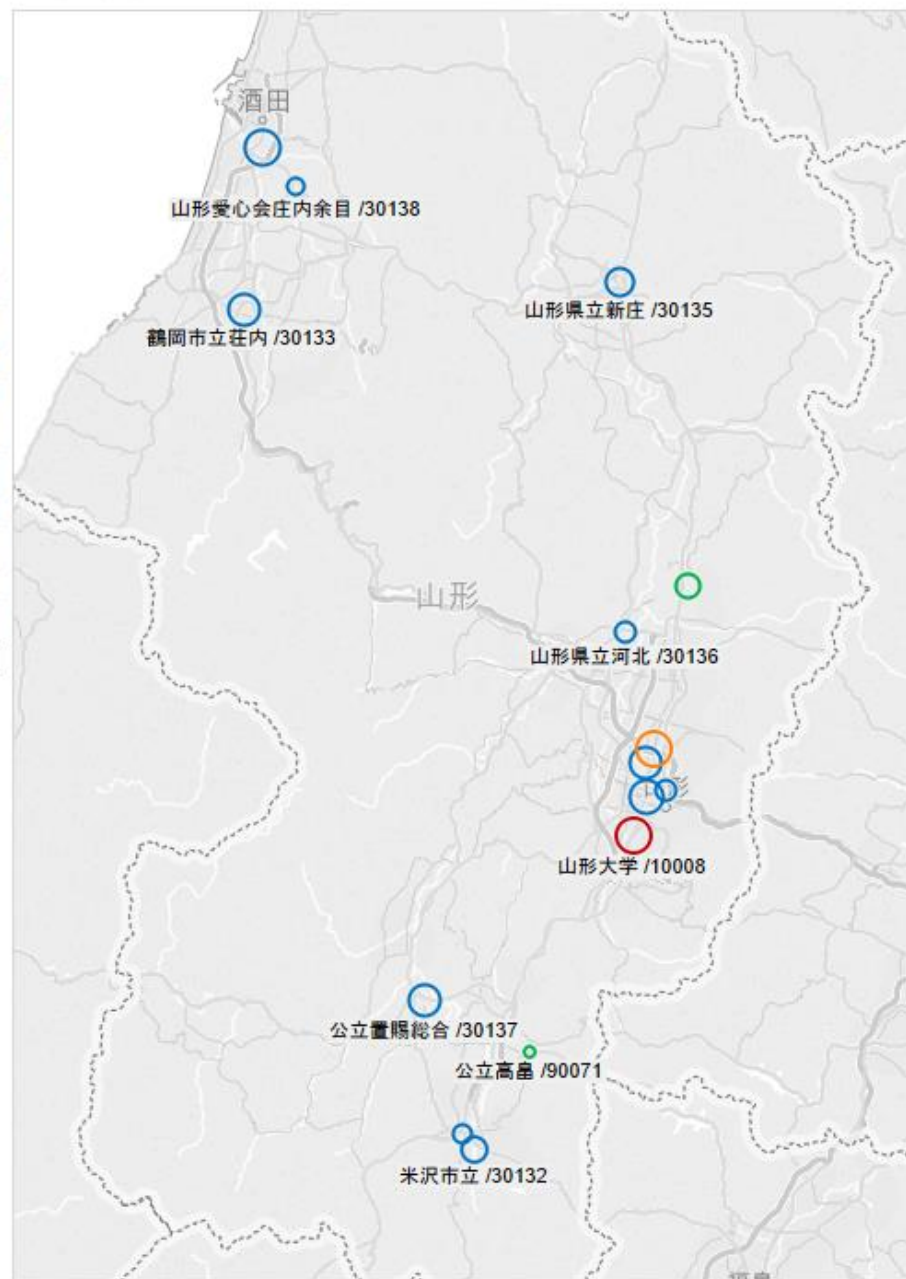 酒田
山形愛心会庄内余目 /30138
山形県立新庄 /30135
鶴岡市立荘内 /30133
山形
山形県立河北 /30136
山形大学 /10008
公立置賜総合 /30137
公立高畠 /90071
米沢市立 /30132